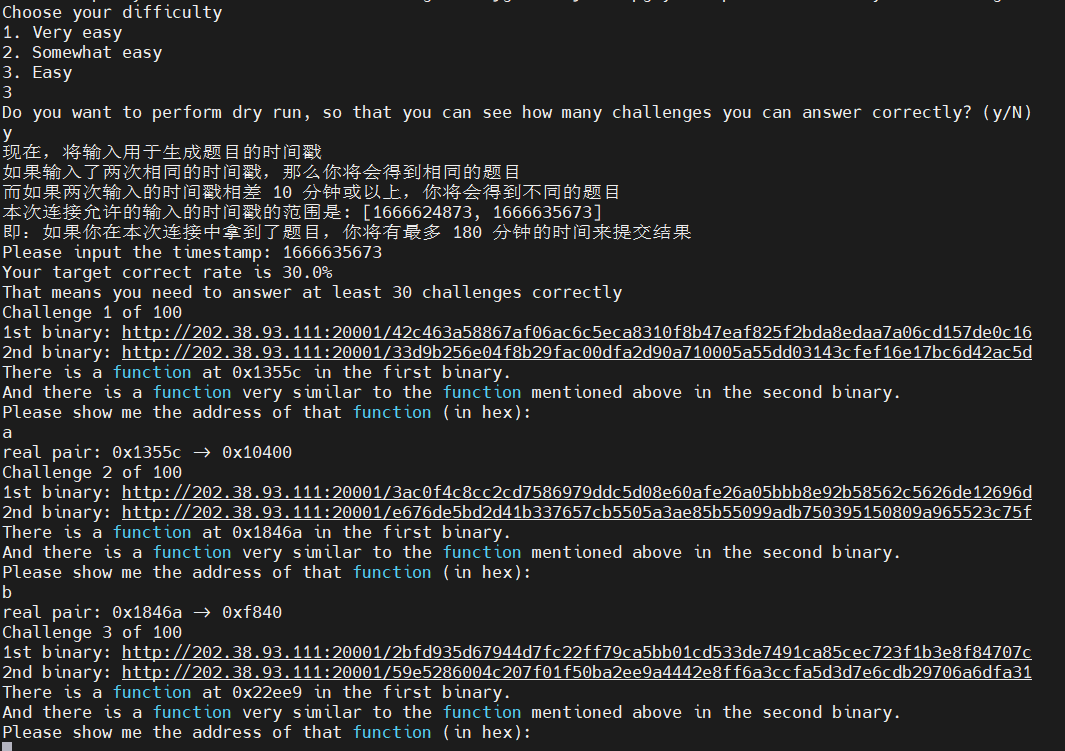 Choose your difficulty
1. Very easy
2. Somewhat easy
3. Easy
3
Do you want to perform dry run, so that you can see how many challenges you can answer correctly? (y/N)
y
现在，将输入用于生成题目的时间戳
如果输入了两次相同的时间戳，那么你将会得到相同的题目
而如果两次输入的时间戳相差 10 分钟或以上，你将会得到不同的题目
本次连接允许的输入的时间戳的范围是: [1666624873, 1666635673]
即: 如果你在本次连接中拿到了题目，你将有最多 180 分钟的时间来提交结果
Please input the timestamp: 1666635673
Your target correct rate is 30.0%
That means you need to answer at least 30 challenges correctly
Challenge 1 of 100
1st binary: http://202.38.93.111:20001/42c463a58867af06ac6c5eca8310f8b47eaf825f2bda8edaa7a06cd157de0c16
2nd binary: http://202.38.93.111:20001/33d9b256e04f8b29fac00dfa2d90a710005a55dd03143cfef16e17bc6d42ac5d
There is a function at 0x1355c in the first binary.
And there is a function very similar to the function mentioned above in the second binary.
Please show me the address of that function (in hex):
a
real pair: 0x1355c → 0x10400
Challenge 2 of 100
1st binary: http://202.38.93.111:20001/3ac0f4c8cc2cd7586979ddc5d08e60afe26a05bbb8e92b58562c5626de12696d
2nd binary: http://202.38.93.111:20001/e676de5bd2d41b337657cb5505a3ae85b55099adb750395150809a965523c75f
There is a function at 0x1846a in the first binary.
And there is a function very similar to the function mentioned above in the second binary.
Please show me the address of that function (in hex):
b
real pair: 0x1846a → 0xf840
Challenge 3 of 100
1st binary: http://202.38.93.111:20001/2bfd935d67944d7fc22ff79ca5bb01cd533de7491ca85cec723f1b3e8f84707c
2nd binary: http://202.38.93.111:20001/59e5286004c207f01f50ba2ee9a4442e8ff6a3ccfa5d3d7e6cdb29706a6dfa31
There is a function at 0x22ee9 in the first binary.
And there is a function very similar to the function mentioned above in the second binary.
Please show me the address of that function (in hex):